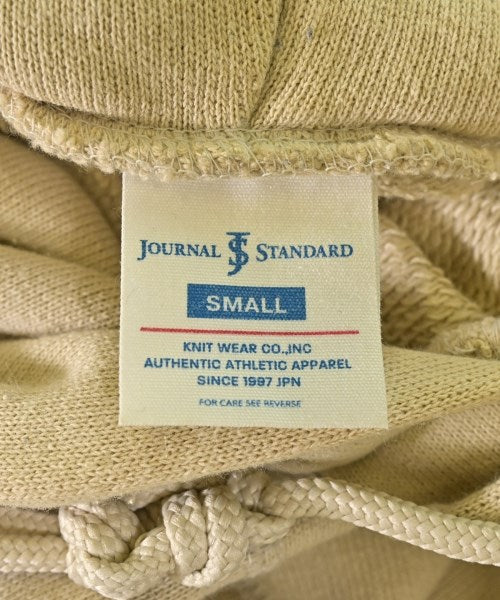 JOURNAL JS STANDARD
SMALL
KNIT WEAR CO.,INC
AUTHENTIC ATHLETIC APPAREL
SINCE 1997 JPN
FOR CARE SEE REVERSE